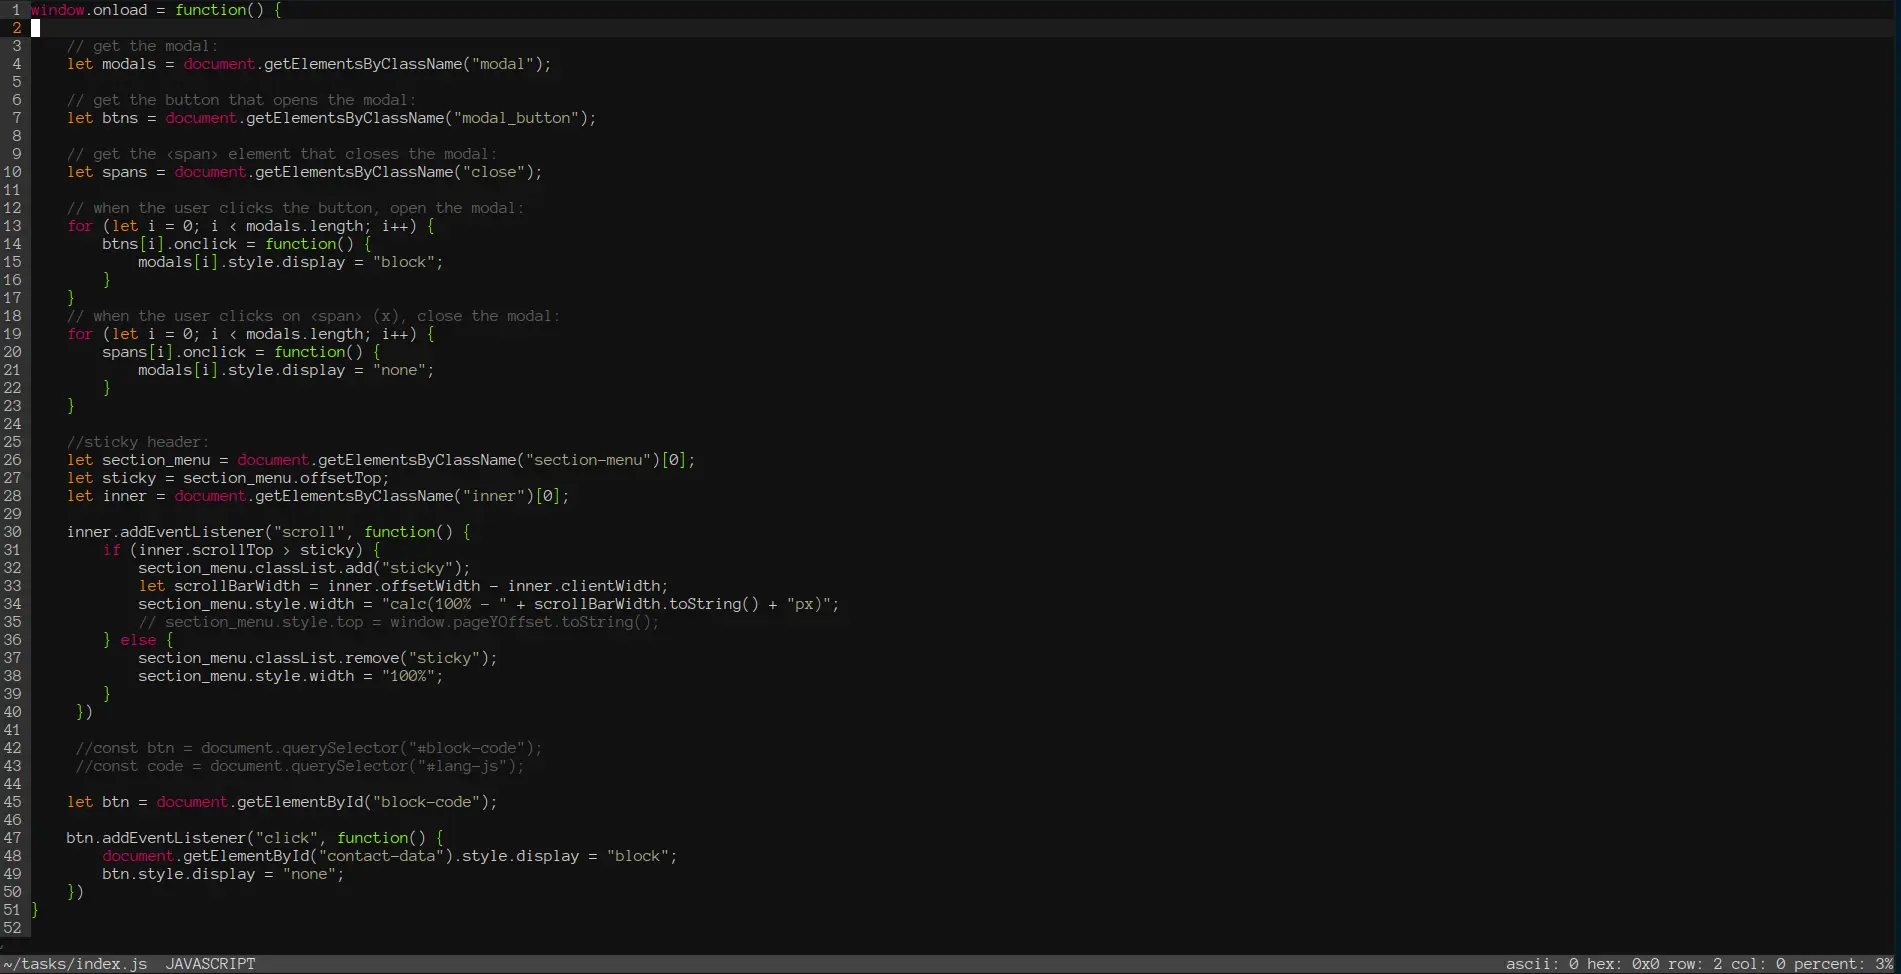 1 window.onload = function() {
2
3     // get the modal:
4     let modals = document.getElementsByClassName("modal");
5
6     // get the button that opens the modal:
7     let btns = document.getElementsByClassName("modal_button");
8
9     // get the <span> element that closes the modal:
10     let spans = document.getElementsByClassName("close");
11
12     // when the user clicks the button, open the modal:
13     for (let i = 0; i < modals.length; i++) {
14         btns[i].onclick = function() {
15             modals[i].style.display = "block";
16         }
17     }
18     // when the user clicks on <span> (x), close the modal:
19     for (let i = 0; i < modals.length; i++) {
20         spans[i].onclick = function() {
21             modals[i].style.display = "none";
22         }
23     }
24
25     //sticky header:
26     let section_menu = document.getElementsByClassName("section-menu")[0];
27     let sticky = section_menu.offsetTop;
28     let inner = document.getElementsByClassName("inner")[0];
29
30     inner.addEventListener("scroll", function() {
31         if (inner.scrollTop > sticky) {
32             section_menu.classList.add("sticky");
33             let scrollBarWidth = inner.offsetWidth - inner.clientWidth;
34             section_menu.style.width = "calc(100% - " + scrollBarWidth.toString() + "px)";
35             // section_menu.style.top = window.pageYOffset.toString();
36         } else {
37             section_menu.classList.remove("sticky");
38             section_menu.style.width = "100%";
39         }
40      })
41
42      //const btn = document.querySelector("#block-code");
43      //const code = document.querySelector("#lang-js");
44
45     let btn = document.getElementById("block-code");
46
47     btn.addEventListener("click", function() {
48         document.getElementById("contact-data").style.display = "block";
49         btn.style.display = "none";
50     })
51 }
52
~/tasks/index.js  JAVASCRIPT ascii: 0 hex: 0x0 row: 2 col: 0 percent: 3%